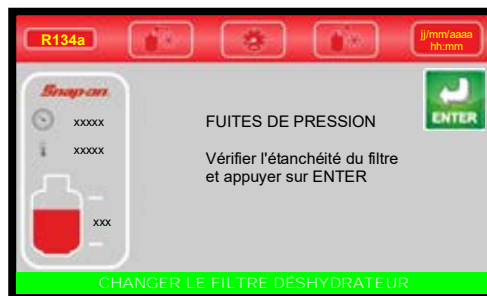 R134a
jj/mm/aaaa
hh:mm
Snap-on
xxxxx
xxxxx
xxx
FUITES DE PRESSION
Vérifier l'étanchéité du filtre
et appuyer sur ENTER
ENTER
CHANGER LE FILTRE DÉSHYDRATEUR